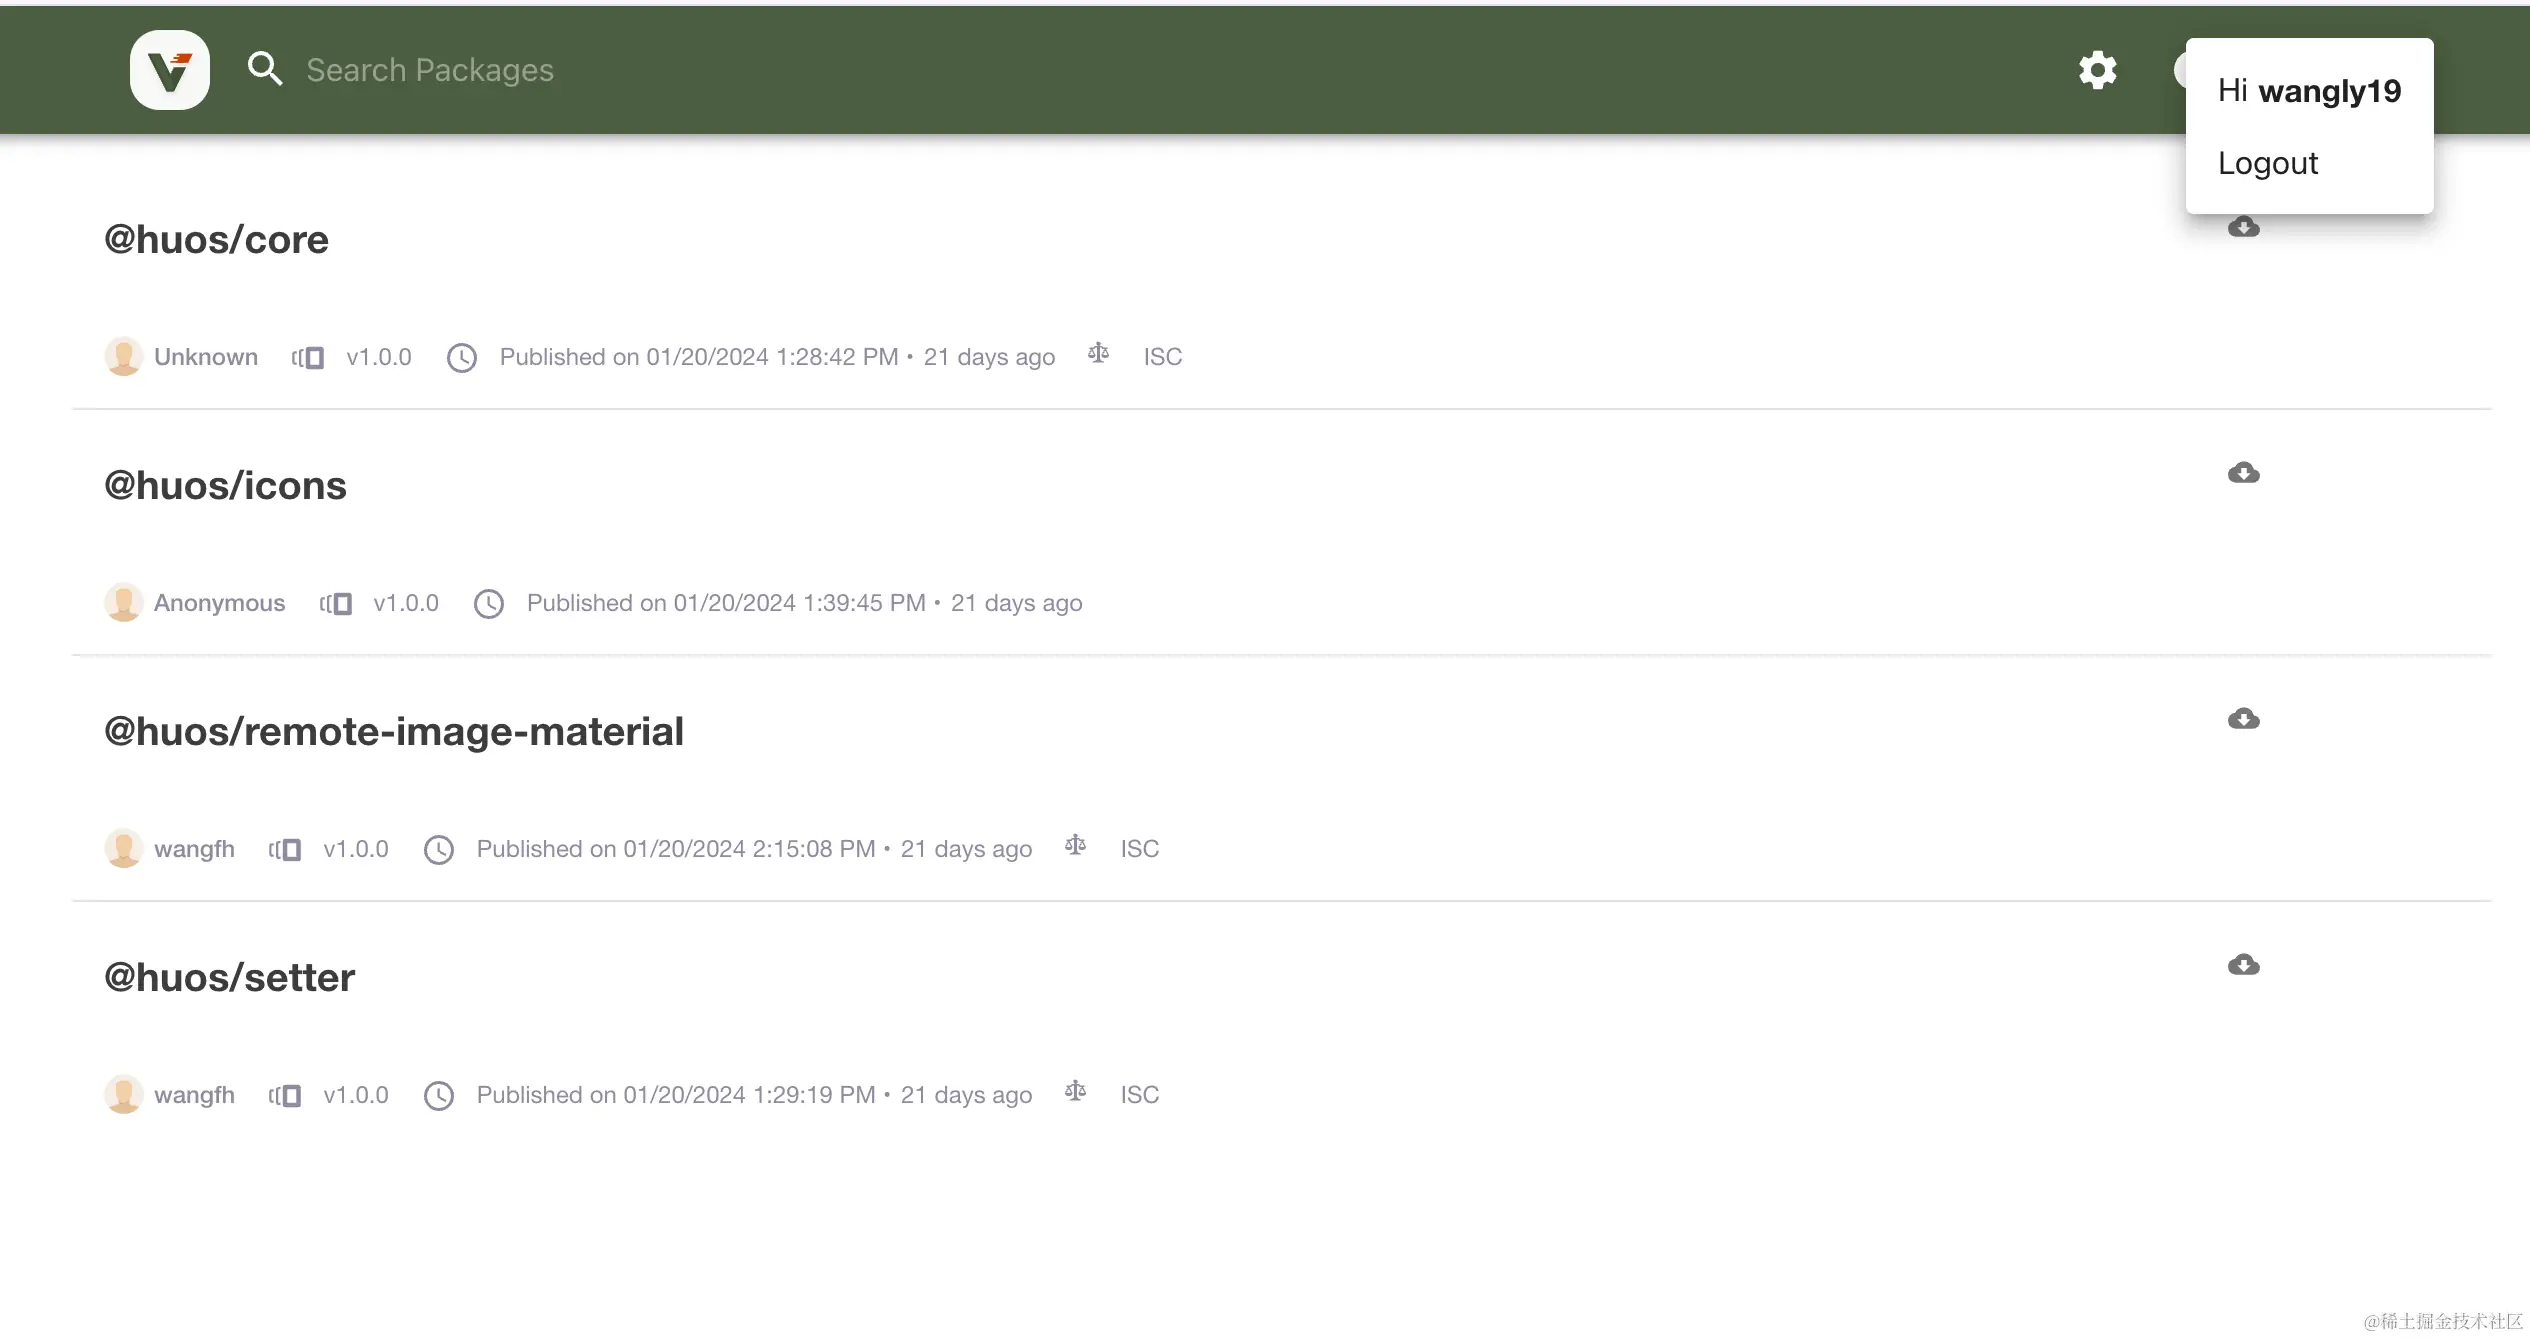 Search Packages
Hi wangly19
Logout
@huos/core
Unknown v1.0.0 Published on 01/20/2024 1:28:42 PM • 21 days ago ISC
@huos/icons
Anonymous v1.0.0 Published on 01/20/2024 1:39:45 PM • 21 days ago
@huos/remote-image-material
wangfh v1.0.0 Published on 01/20/2024 2:15:08 PM • 21 days ago ISC
@huos/setter
wangfh v1.0.0 Published on 01/20/2024 1:29:19 PM • 21 days ago ISC
@稀土掘金技术社区